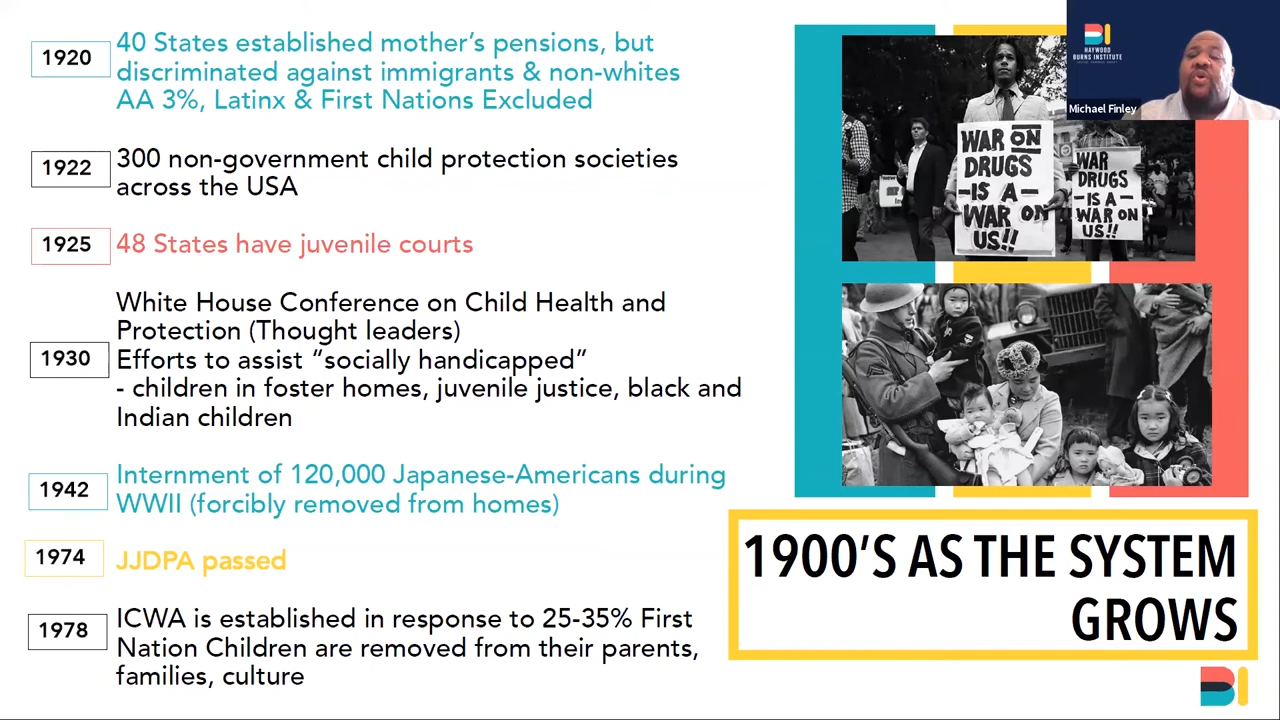 1920
40 States established mother's pensions, but
discriminated against immigrants & non-whites
AA 3%, Latinx & First Nations Excluded
1922
300 non-government child protection societies
across the USA
1925
48 States have juvenile courts
1930
White House Conference on Child Health and
Protection (Thought leaders)
Efforts to assist “socially handicapped”
- children in foster homes, juvenile justice, black and
Indian children
1942
Internment of 120,000 Japanese-Americans during
WWII (forcibly removed from homes)
1974
JJDPA passed
1978
ICWA is established in response to 25-35% First
Nation Children are removed from their parents,
families, culture
WAR ON
DRUGS
-IS A-
WAR ON
US!!
WAR
DRUGS
-IS A-
WAR ON
US!!
HAYWOOD
BURNS INSTITUTE
Michael Finley
1900'S AS THE SYSTEM
GROWS
BI